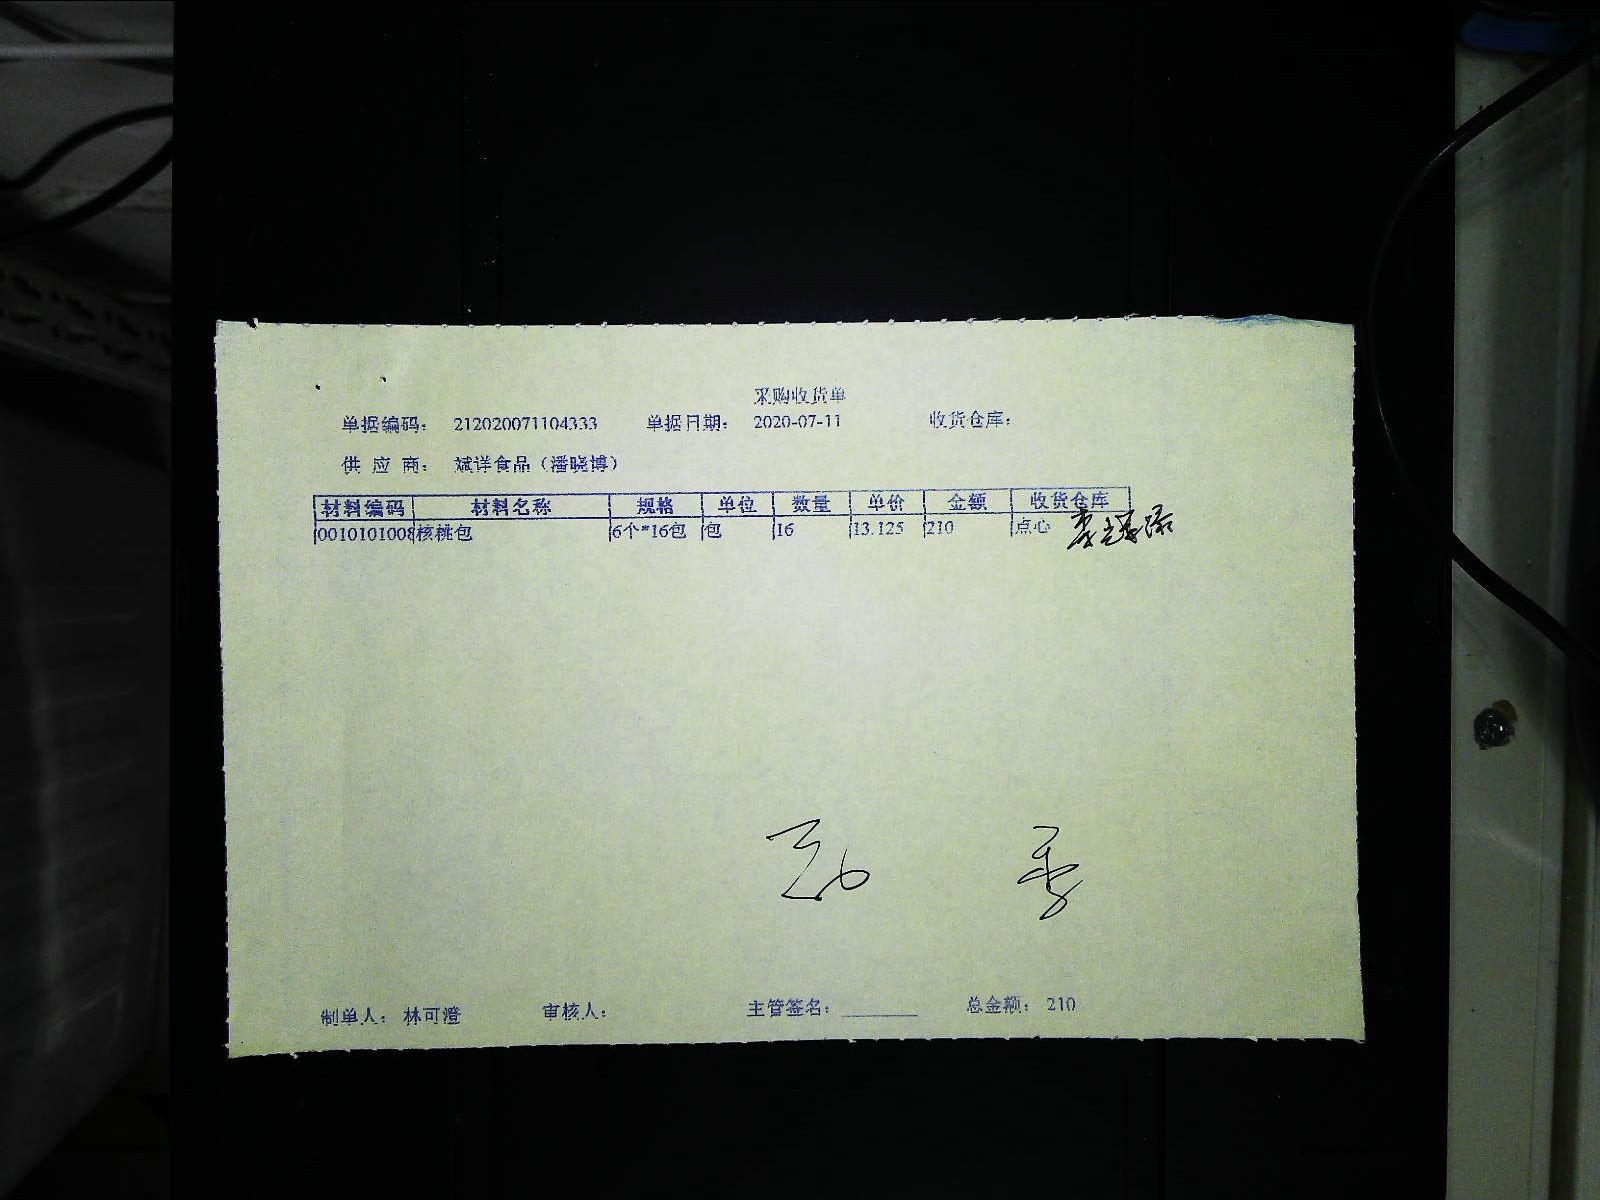 采购收货单
单据编码： 212020071104333 单据日期： 2020-07-11 收货仓库：
供 应 商： 斌详食品（潘晓博）
材料编码 材料名称 规格 单位 数量 单价 金额 收货仓库
0010101008 核桃包 6个*16包 包 16 13.125 210 点心
制单人： 林可澄 审核人： 主管签名： ________ 总金额： 210